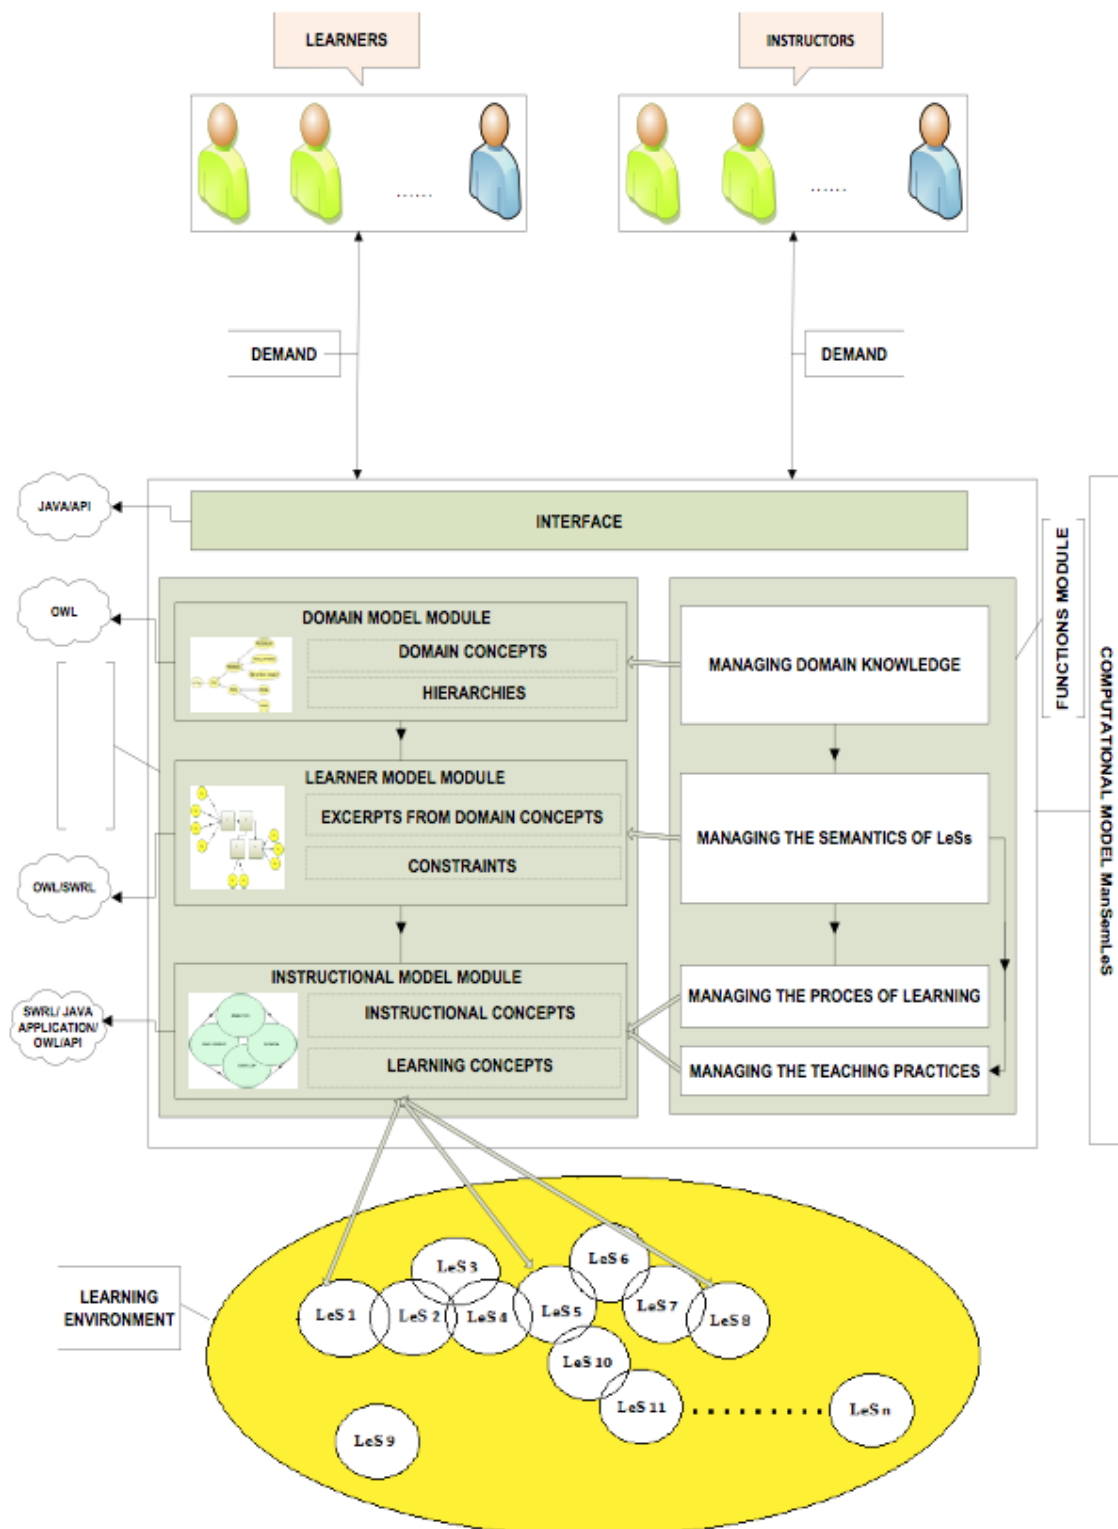 LEARNERS
INSTRUCTORS
......
......
DEMAND
DEMAND
JAVA/API
INTERFACE
FUNCTIONS MODULE
COMPUTATIONAL MODEL ManSemLeS
OWL
DOMAIN MODEL MODULE
DOMAIN CONCEPTS
HIERARCHIES
MANAGING DOMAIN KNOWLEDGE
LEARNER MODEL MODULE
EXCERPTS FROM DOMAIN CONCEPTS
CONSTRAINTS
MANAGING THE SEMANTICS OF LeSs
OWL/SWRL
INSTRUCTIONAL MODEL MODULE
INSTRUCTIONAL CONCEPTS
LEARNING CONCEPTS
MANAGING THE PROCES OF LEARNING
MANAGING THE TEACHING PRACTICES
SWRL/ JAVA
APPLICATION/
OWL/API
LEARNING
ENVIRONMENT
LeS 1
LeS 2
LeS 3
LeS 4
LeS 5
LeS 6
LeS 7
LeS 8
LeS 10
LeS 11
LeS n
LeS 9